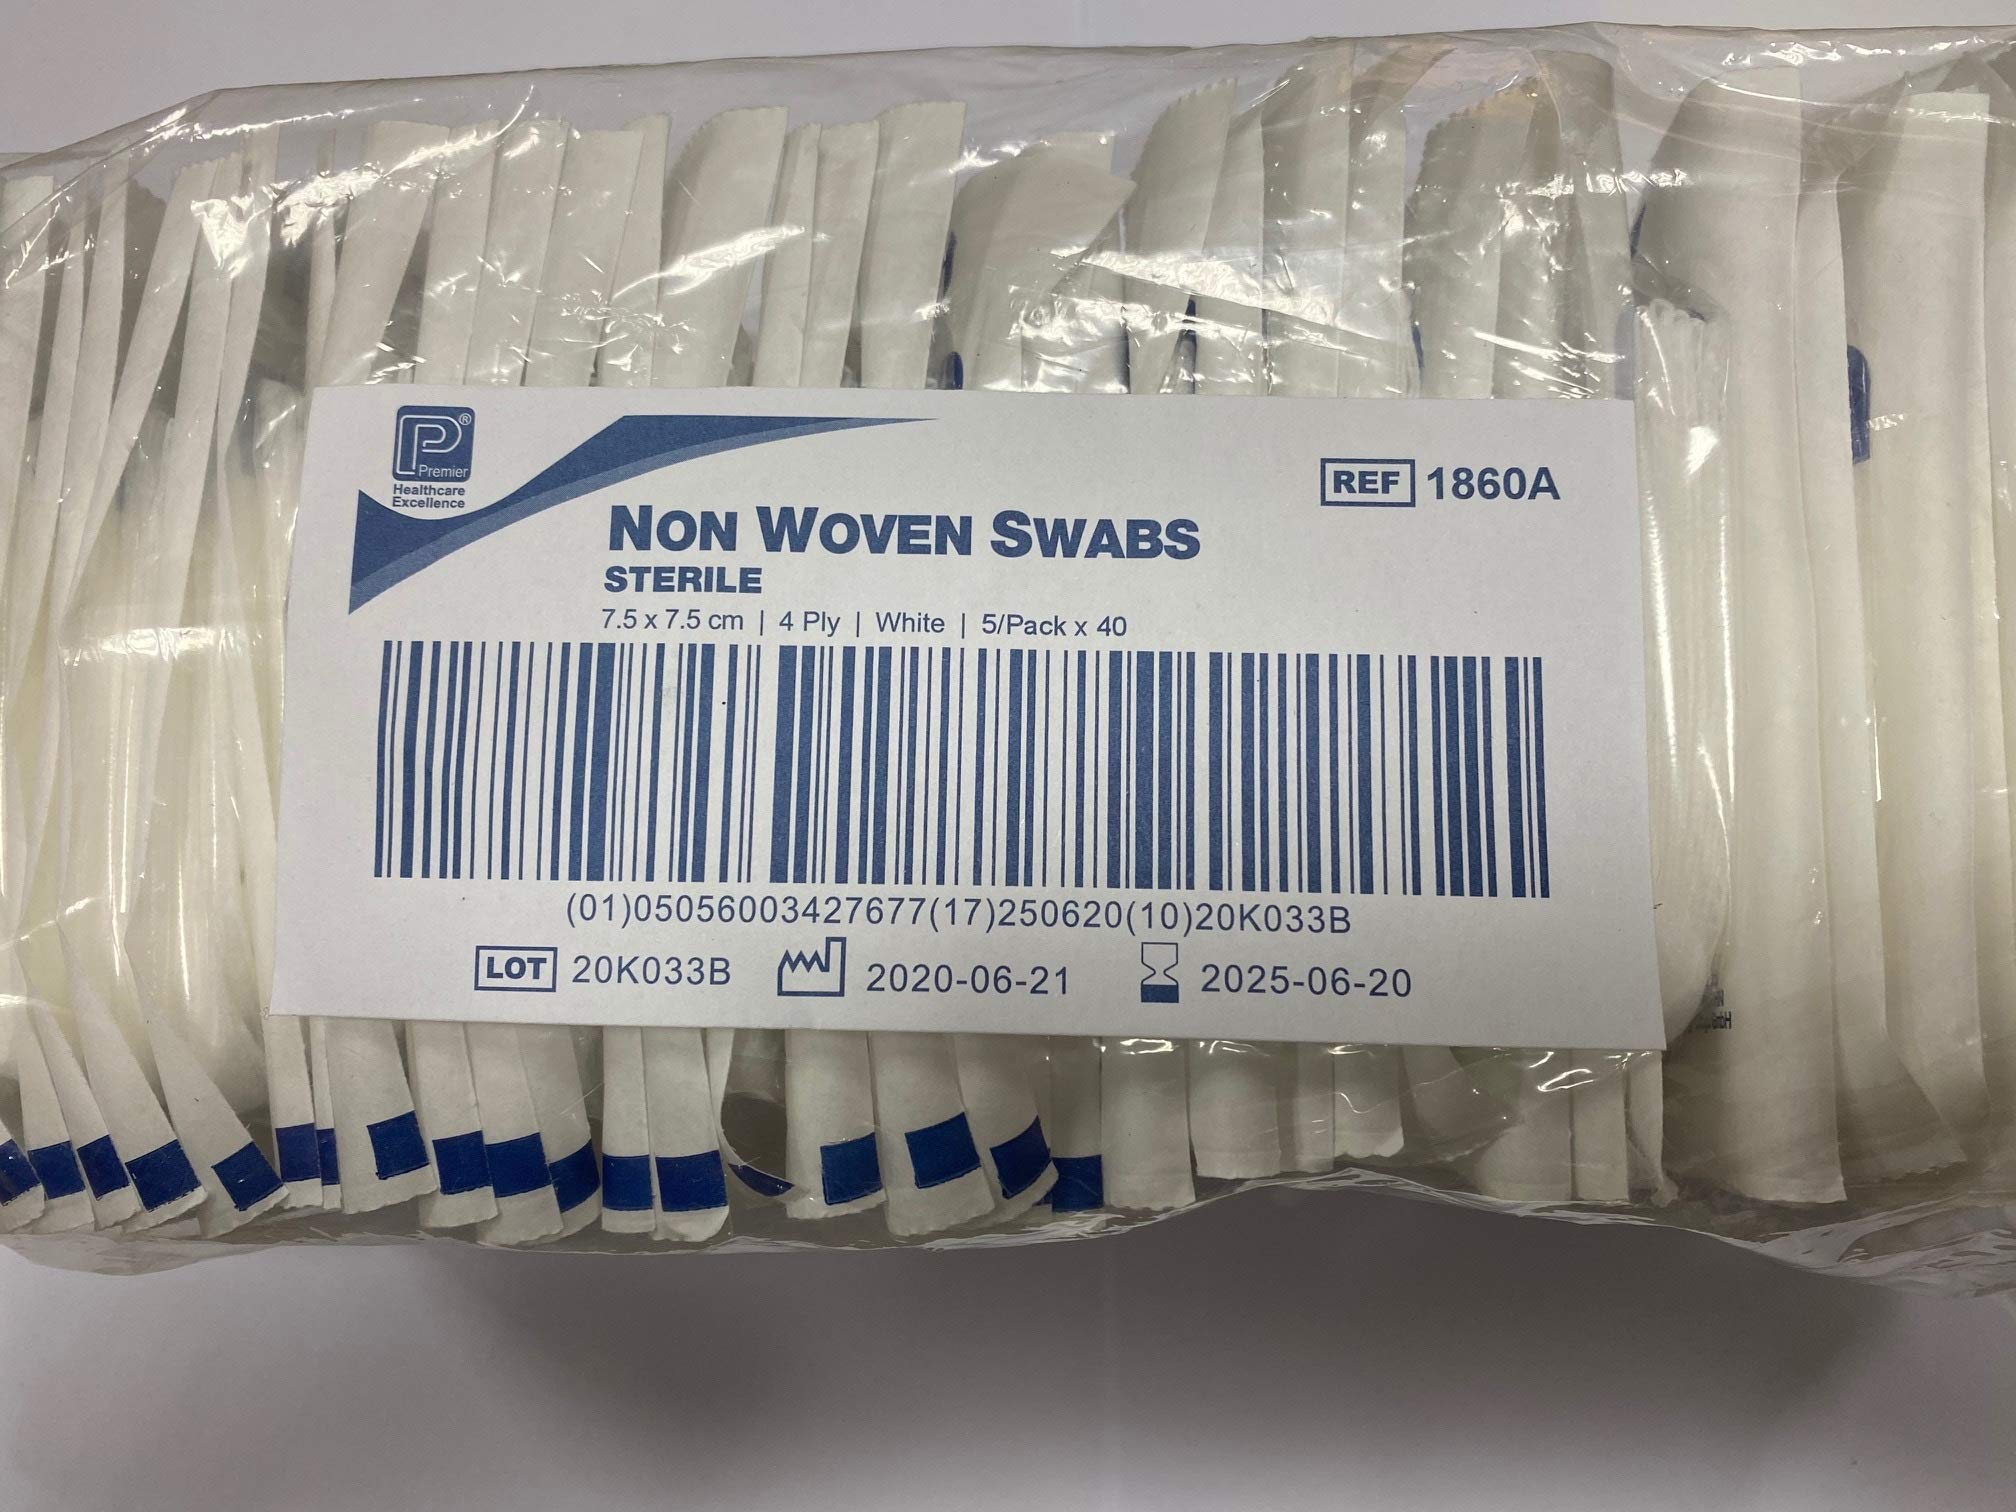 P®
Premier
Healthcare
Excellence
REF 1860A
NON WOVEN SWABS
STERILE
7.5 x 7.5 cm | 4 Ply | White | 5/Pack x 40
(01)05056003427677(17)250620(10)20K033B
LOT 20K033B 2020-06-21 2025-06-20